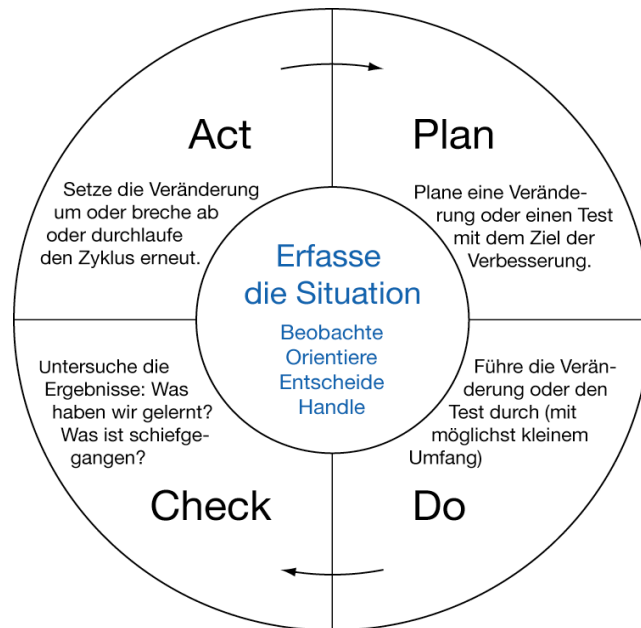 Act
Setze die Veränderung
um oder breche ab
oder durchlaufe
den Zyklus erneut.
Plan
Plane eine Verände-
rung oder einen Test
mit dem Ziel der
Verbesserung.
Erfasse
die Situation
Beobachte
Orientiere
Entscheide
Handle
Untersuche die
Ergebnisse: Was
haben wir gelernt?
Was ist schiefge-
gangen?
Check
Führe die Verän-
derung oder den
Test durch (mit
möglichst kleinem
Umfang)
Do